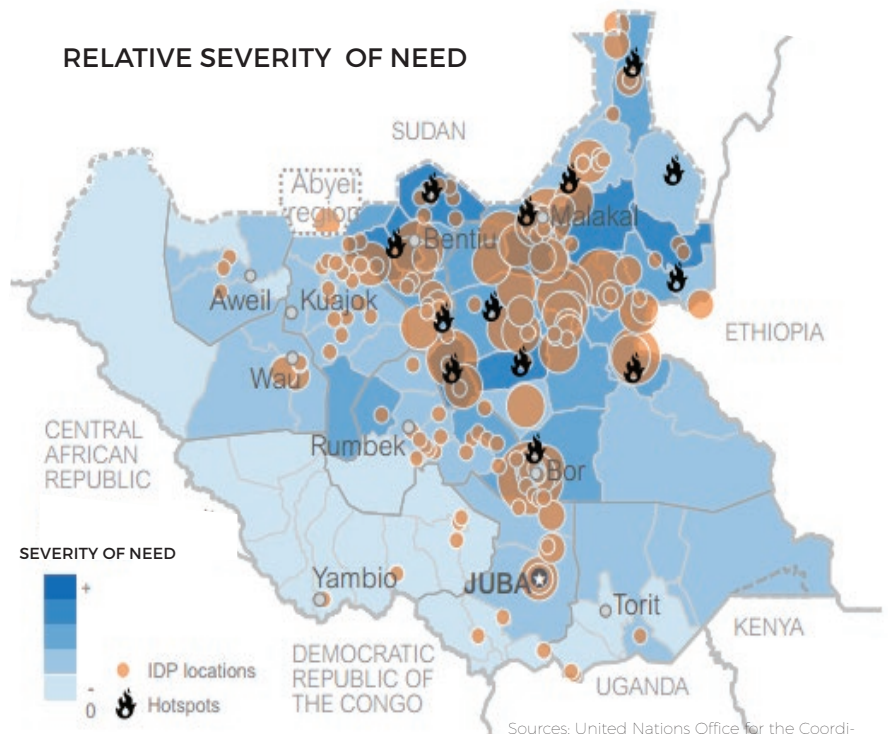 RELATIVE SEVERITY OF NEED
SUDAN
Abyei
region
Malakal
Bentiu
Aweil
Kuajok
ETHIOPIA
Wau
CENTRAL
AFRICAN
REPUBLIC
Rumbek
Bor
SEVERITY OF NEED
+
-
0
IDP locations
Hotspots
Yambio
JUBA
Torit
KENYA
DEMOCRATIC
REPUBLIC OF
THE CONGO
UGANDA
Sources: United Nations Office for the Coordi-